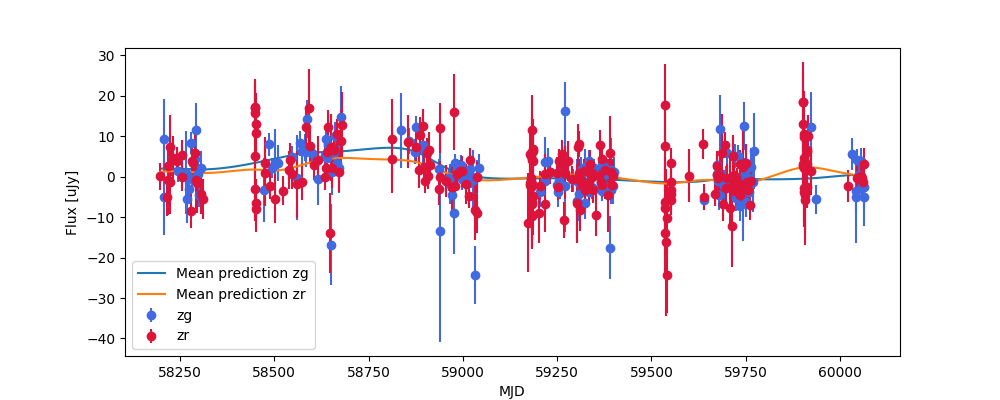 30
20
10
0
−10
−20
−30
−40
Flux [uJy]
Mean prediction zg
Mean prediction zr
zg
zr
58250 58500 58750 59000 59250 59500 59750 60000
MJD